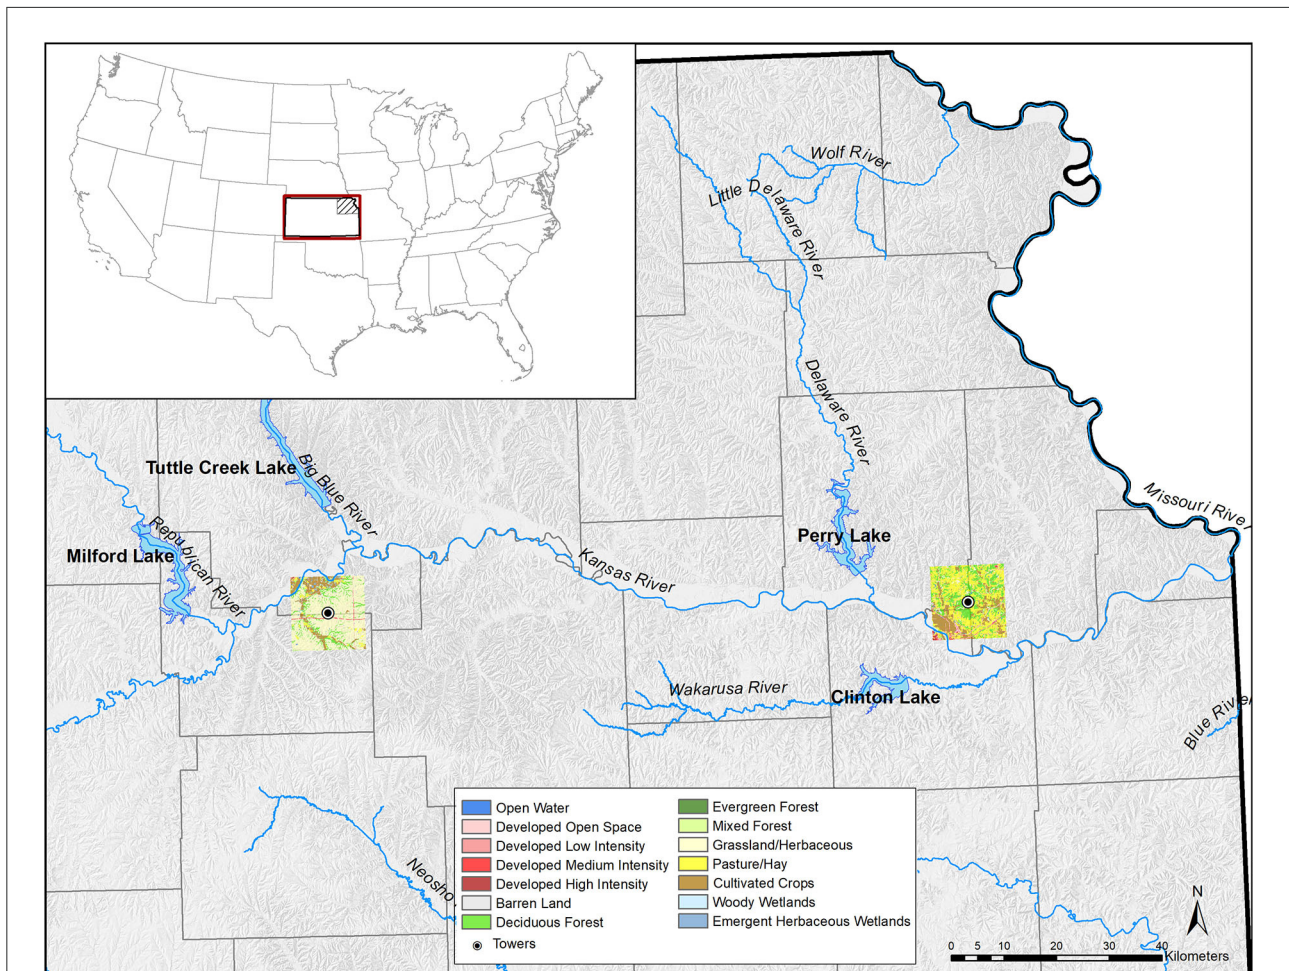 Wolf River
Little Delaware River
Delaware River
Missouri River
Tuttle Creek Lake
Big Blue River
Republican River
Milford Lake
Perry Lake
Kansas River
Wakarusa River
Clinton Lake
Blue River
Neosho
Open Water
Developed Open Space
Developed Low Intensity
Developed Medium Intensity
Developed High Intensity
Barren Land
Deciduous Forest
Towers
Evergreen Forest
Mixed Forest
Grassland/Herbaceous
Pasture/Hay
Cultivated Crops
Woody Wetlands
Emergent Herbaceous Wetlands
N
0 5 10 20 30 40
Kilometers